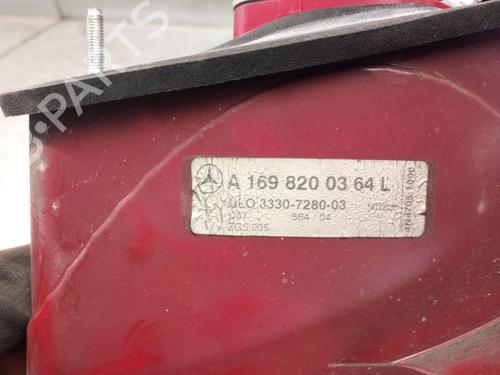 A 169 820 03 64 L
ULO 3330-7280-03
564 / 04
ZGS 005
B-PARTS